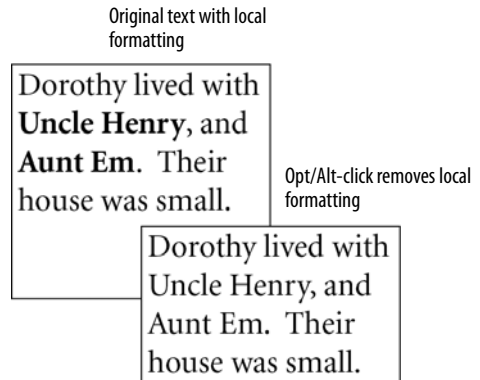 Original text with local
formatting
Dorothy lived with
Uncle Henry, and
Aunt Em.  Their
house was small.
Opt/Alt-click removes local
formatting
Dorothy lived with
Uncle Henry, and
Aunt Em.  Their
house was small.